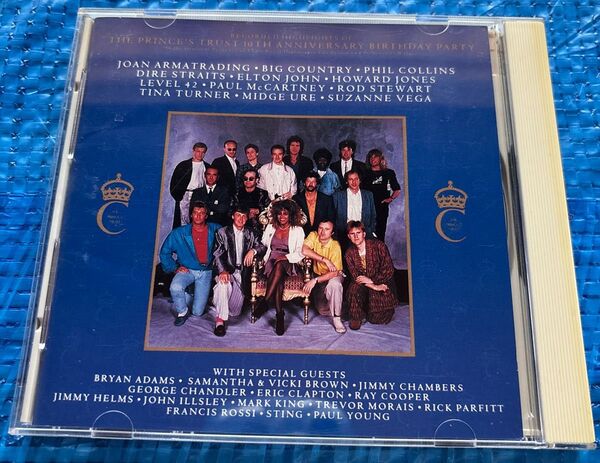 RECORDED HIGHLIGHTS OF
THE PRINCE'S TRUST 10TH ANNIVERSARY BIRTHDAY PARTY
JOAN ARMATRADING • BIG COUNTRY • PHIL COLLINS
DIRE STRAITS • ELTON JOHN • HOWARD JONES
LEVEL 42 • PAUL McCARTNEY • ROD STEWART
TINA TURNER • MIDGE URE • SUZANNE VEGA
WITH SPECIAL GUESTS
BRYAN ADAMS • SAMANTHA & VICKI BROWN • JIMMY CHAMBERS
GEORGE CHANDLER • ERIC CLAPTON • RAY COOPER
JIMMY HELMS • JOHN ILLSLEY • MARK KING • TREVOR MORAIS • RICK PARFITT
FRANCIS ROSSI • STING • PAUL YOUNG